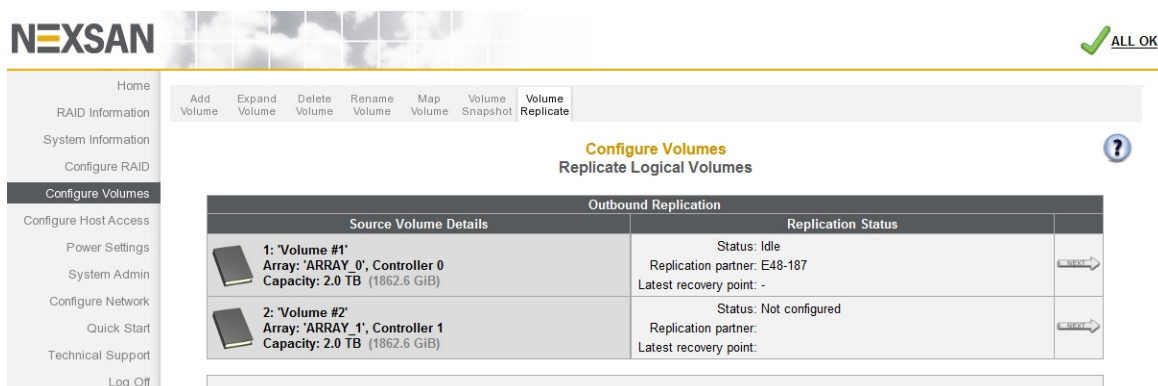 NEXSAN
ALL OK
Home
RAID Information
System Information
Configure RAID
Configure Volumes
Configure Host Access
Power Settings
System Admin
Configure Network
Quick Start
Technical Support
Log Off
Add Volume
Expand Volume
Delete Volume
Rename Volume
Map Volume
Volume Snapshot
Volume Replicate
Configure Volumes
?
Replicate Logical Volumes
Outbound Replication
Source Volume Details
Replication Status
1: 'Volume #1'
Array: 'ARRAY_0', Controller 0
Capacity: 2.0 TB (1862.6 GiB)
Status: Idle
Replication partner: E48-187
Latest recovery point: -
NEXT
2: 'Volume #2'
Array: 'ARRAY_1', Controller 1
Capacity: 2.0 TB (1862.6 GiB)
Status: Not configured
Replication partner:
Latest recovery point:
NEXT